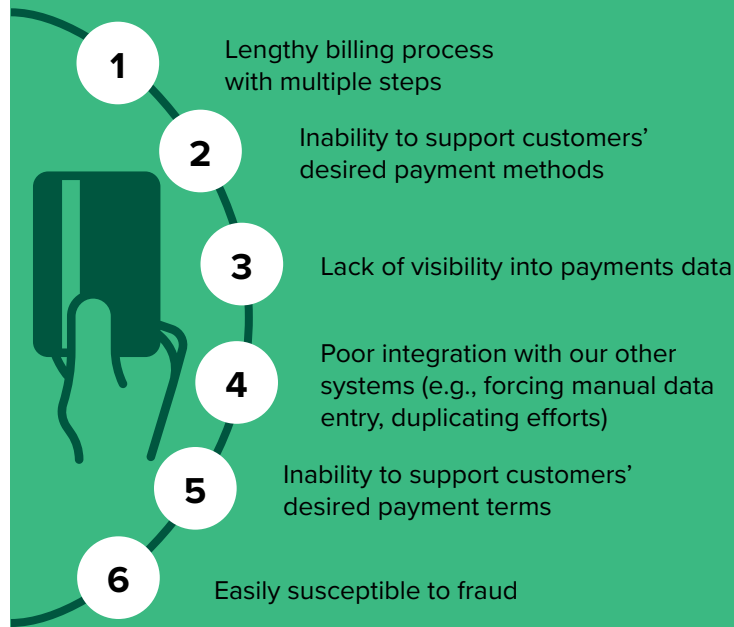 1
Lengthy billing process
with multiple steps
2
Inability to support customers’
desired payment methods
3
Lack of visibility into payments data
4
Poor integration with our other
systems (e.g., forcing manual data
entry, duplicating efforts)
5
Inability to support customers’
desired payment terms
6
Easily susceptible to fraud